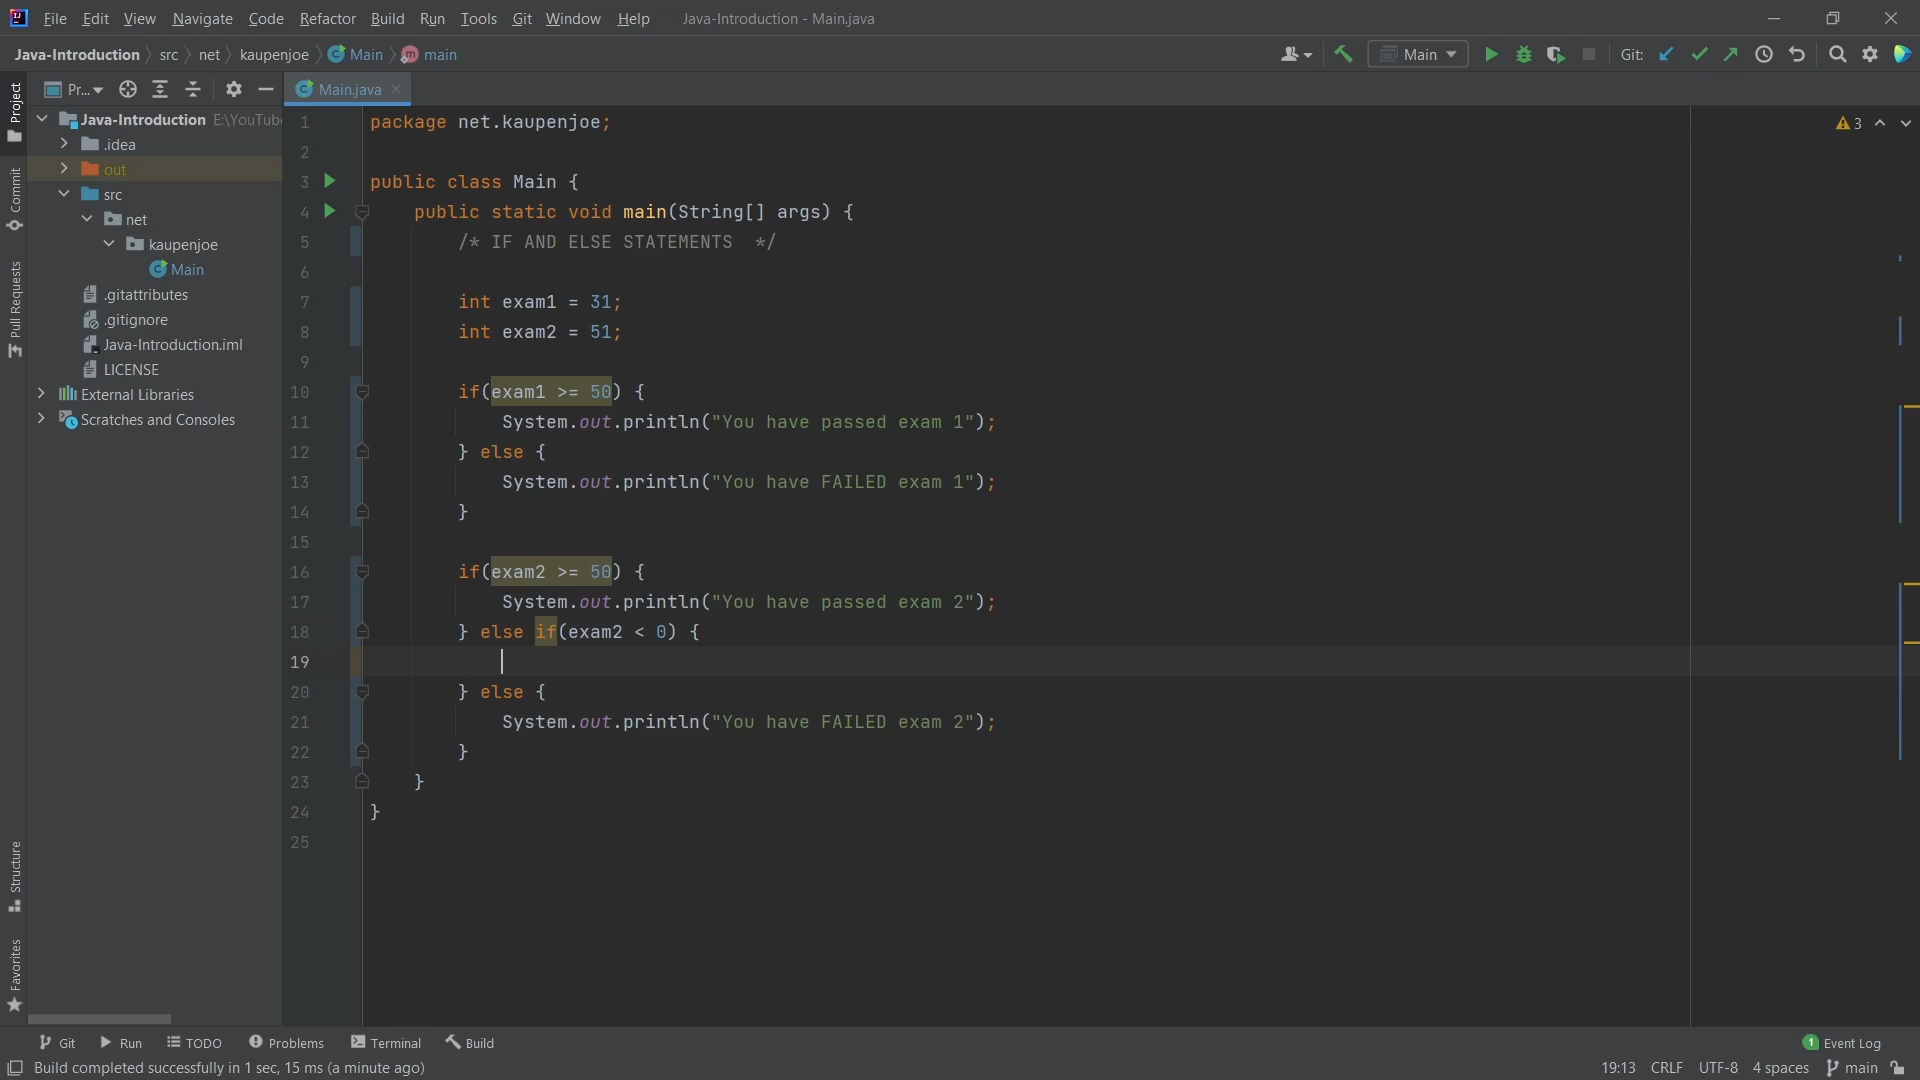 File Edit View Navigate Code Refactor Build Run Tools Git Window Help Java-Introduction - Main.java
Java-Introduction src net kaupenjoe Main main Main Git:
Project
Pr...
Main.java
Java-Introduction E:\YouTub
.idea
out
src
net
kaupenjoe
Main
.gitattributes
.gitignore
Java-Introduction.iml
LICENSE
External Libraries
Scratches and Consoles
Commit
Pull Requests
Structure
Favorites
3
1 package net.kaupenjoe;
2
3 public class Main {
4 public static void main(String[] args) {
5 /* IF AND ELSE STATEMENTS  */
6
7 int exam1 = 31;
8 int exam2 = 51;
9
10 if(exam1 >= 50) {
11 System.out.println("You have passed exam 1");
12 } else {
13 System.out.println("You have FAILED exam 1");
14 }
15
16 if(exam2 >= 50) {
17 System.out.println("You have passed exam 2");
18 } else if(exam2 < 0) {
19
20 } else {
21 System.out.println("You have FAILED exam 2");
22 }
23 }
24 }
25
Git Run TODO Problems Terminal Build 1 Event Log
Build completed successfully in 1 sec, 15 ms (a minute ago) 19:13 CRLF UTF-8 4 spaces main